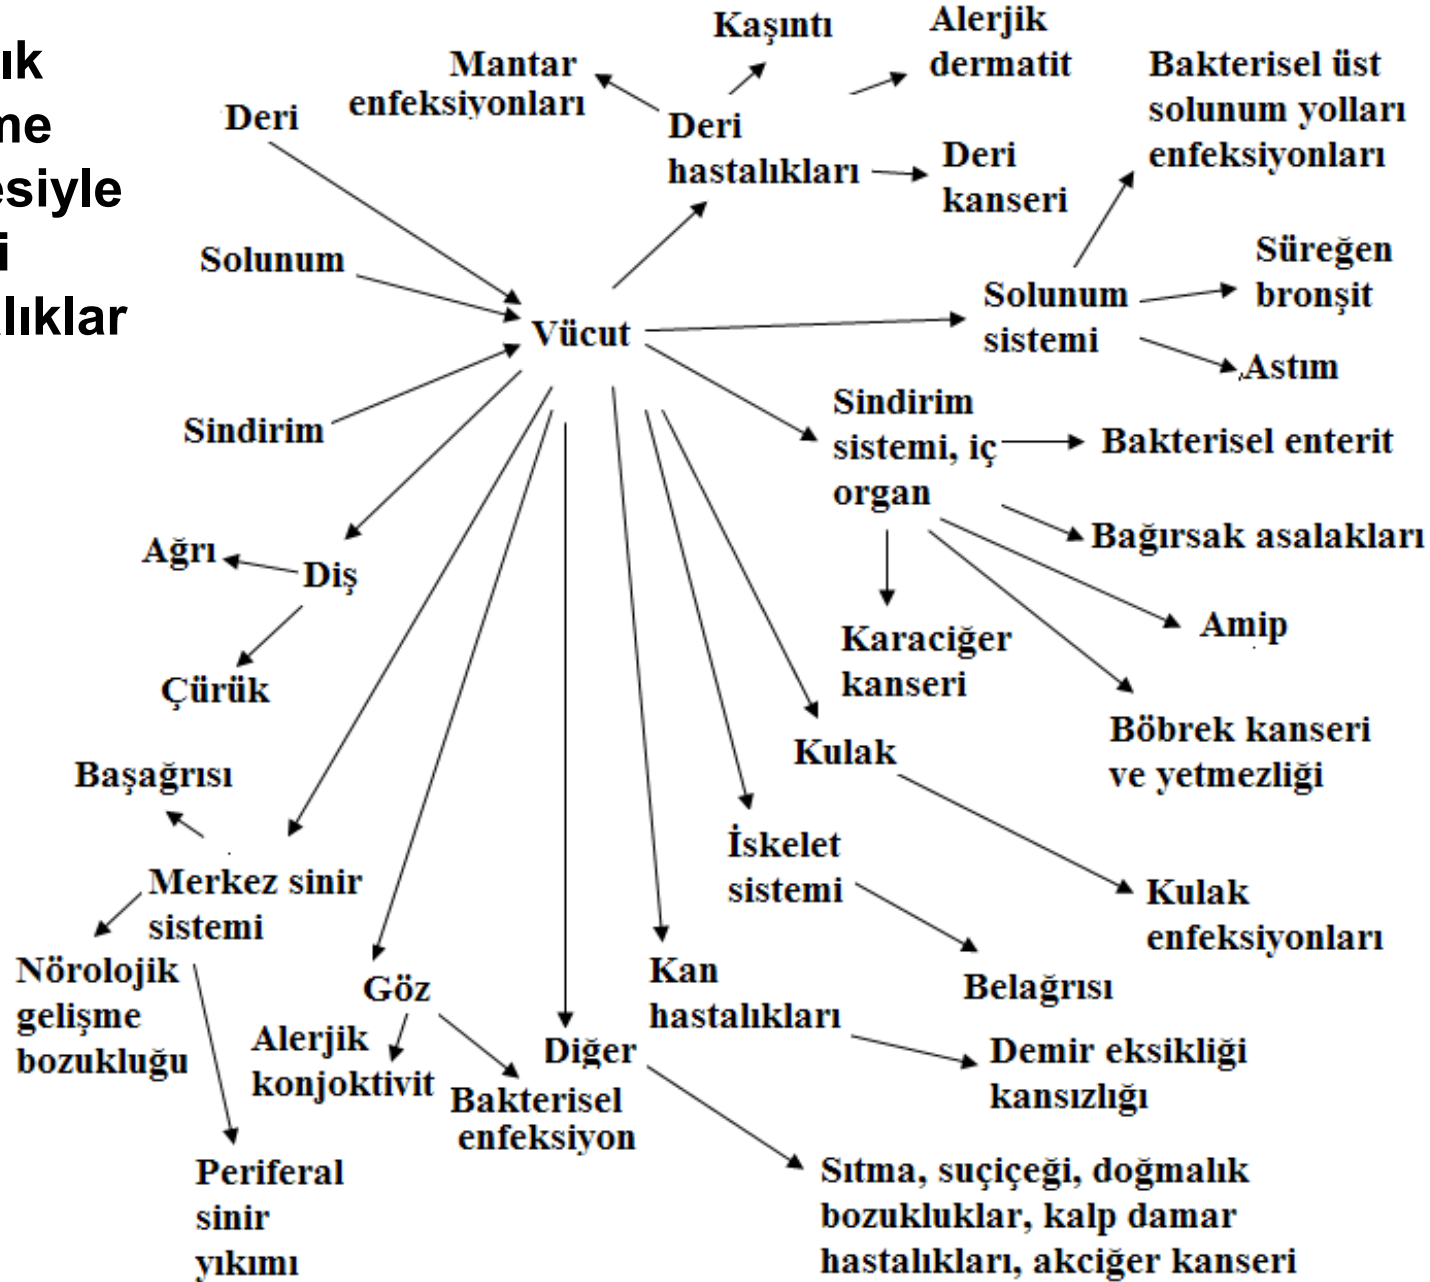 ık
me
esiyle
i
lıklar
Kaşıntı
Alerjik
dermatit
Mantar
enfeksiyonları
Bakterisel üst
solunum yolları
enfeksiyonları
Deri
Deri
hastalıkları
Deri
kanseri
Solunum
Süreğen
bronşit
Solunum
sistemi
Vücut
Astım
Sindirim
Sindirim
sistemi, iç
organ
Bakterisel enterit
Bağırsak asalakları
Ağrı
Diş
Amip
Karaciğer
kanseri
Çürük
Böbrek kanseri
ve yetmezliği
Kulak
Başağrısı
İskelet
sistemi
Merkez sinir
sistemi
Kulak
enfeksiyonları
Nörolojik
gelişme
bozukluğu
Göz
Kan
hastalıkları
Belağrısı
Alerjik
konjoktivit
Diğer
Demir eksikliği
kansızlığı
Bakterisel
enfeksiyon
Periferal
sinir
yıkımı
Sıtma, suçiçeği, doğmalık
bozukluklar, kalp damar
hastalıkları, akciğer kanseri